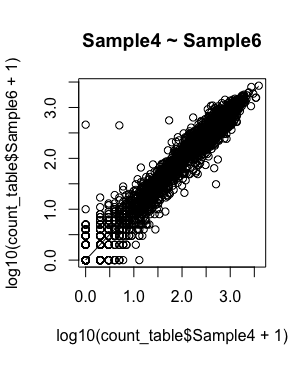 Sample4 ~ Sample6
log10(count_table$Sample6 + 1)
3.0
2.0
1.0
0.0
0.0 1.0 2.0 3.0
log10(count_table$Sample4 + 1)